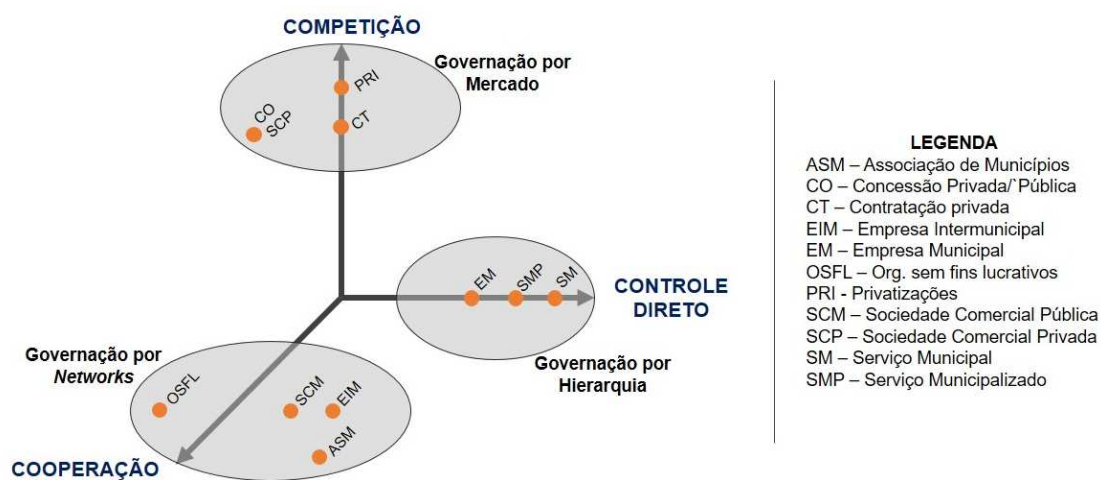 COMPETIÇÃO
Governação por
Mercado
PRI
CO
SCP
CT
EM
SMP
SM
CONTROLE
DIRETO
Governação por
Hierarquia
Governação por
Networks
OSFL
SCM
EIM
ASM
COOPERAÇÃO
LEGENDA
ASM – Associação de Municípios
CO – Concessão Privada/`Pública
CT – Contratação privada
EIM – Empresa Intermunicipal
EM – Empresa Municipal
OSFL – Org. sem fins lucrativos
PRI - Privatizações
SCM – Sociedade Comercial Pública
SCP – Sociedade Comercial Privada
SM – Serviço Municipal
SMP – Serviço Municipalizado